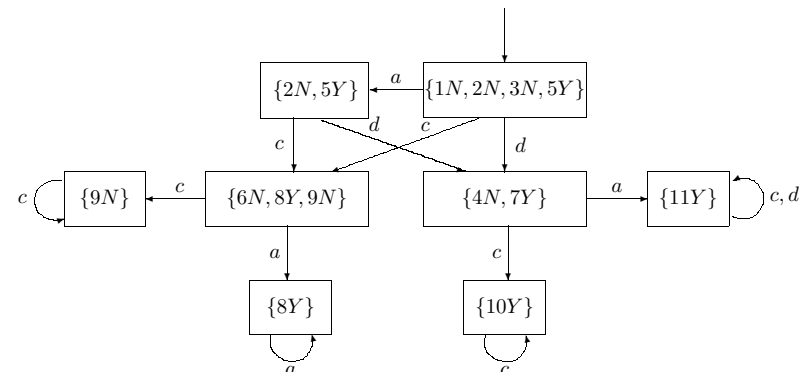 a
{2N, 5Y}
{1N, 2N, 3N, 5Y}
d
c
c
d
c
{9N}
c
{6N, 8Y, 9N}
{4N, 7Y}
a
{11Y}
c, d
a
c
{8Y}
{10Y}
a
c